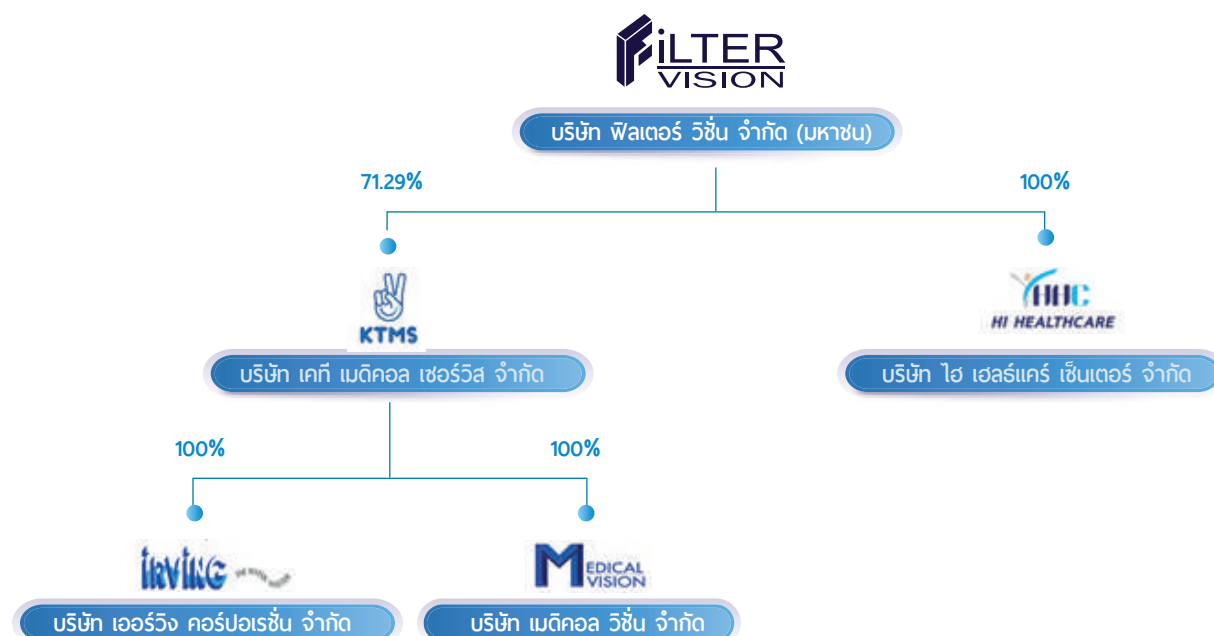 FiLTER
VISION
บริษัท ฟิลเตอร์ วิชั่น จำกัด (มหาชน)
71.29%
100%
KTMS
HHC
HI HEALTHCARE
บริษัท เคที เมดิคอล เซอร์วิส จำกัด
บริษัท ไฮ เฮลธ์แคร์ เซ็นเตอร์ จำกัด
100%
100%
iRViNG
MEDICAL
VISION
บริษัท เออร์วิง คอร์ปอเรชั่น จำกัด
บริษัท เมดิคอล วิชั่น จำกัด